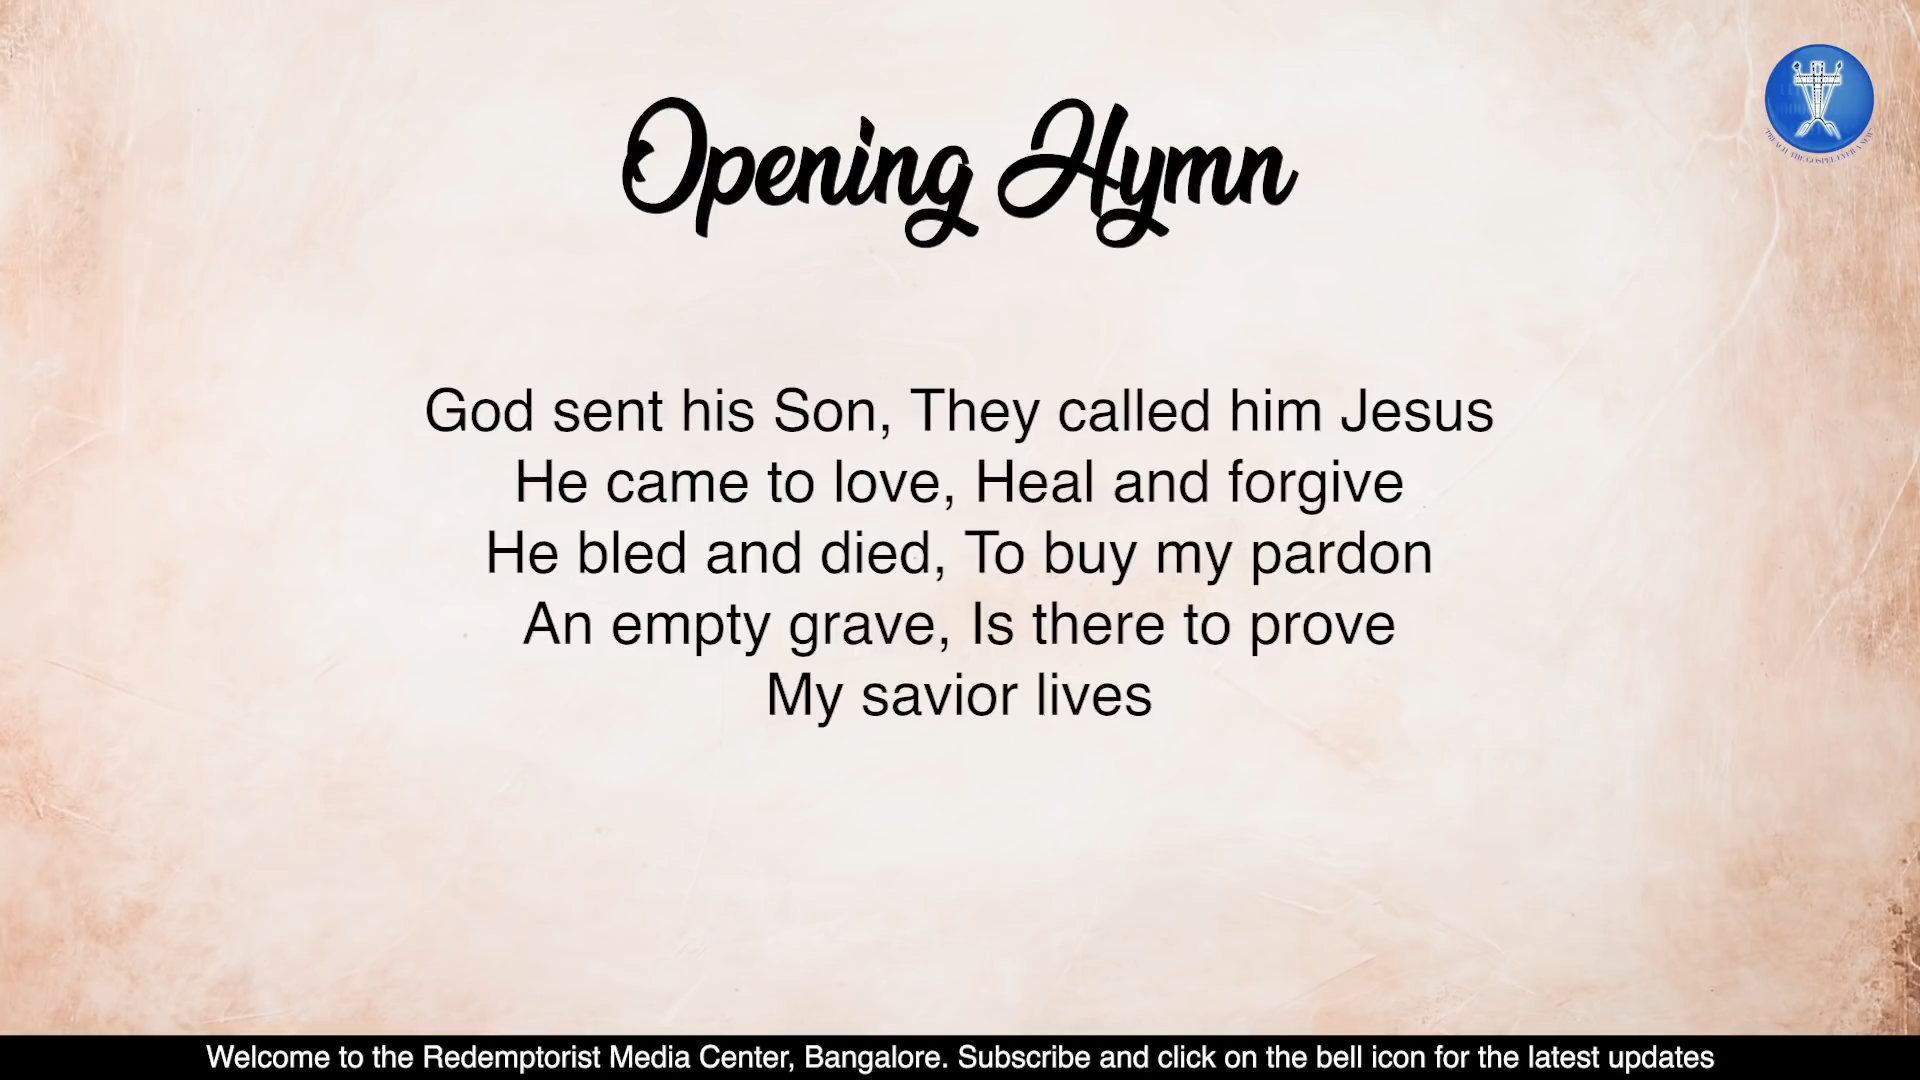 Opening Hymn
God sent his Son, They called him Jesus
He came to love, Heal and forgive
He bled and died, To buy my pardon
An empty grave, Is there to prove
My savior lives
Welcome to the Redemptorist Media Center, Bangalore. Subscribe and click on the bell icon for the latest updates